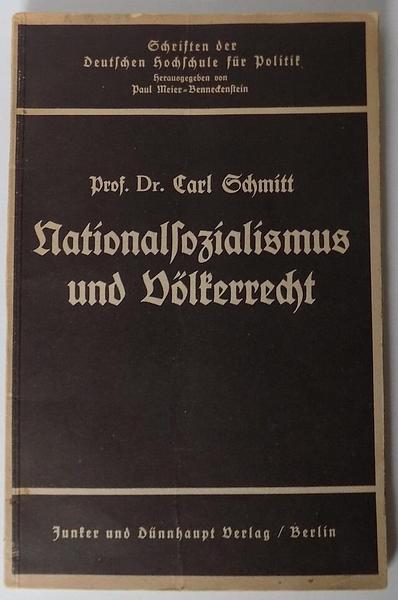 Schriften der
Deutschen Hochschule für Politik
Herausgegeben von
Paul Meier-Benneckenstein
Prof. Dr. Carl Schmitt
Nationalsozialismus
und Völkerrecht
Junker und Dünnhaupt Verlag / Berlin